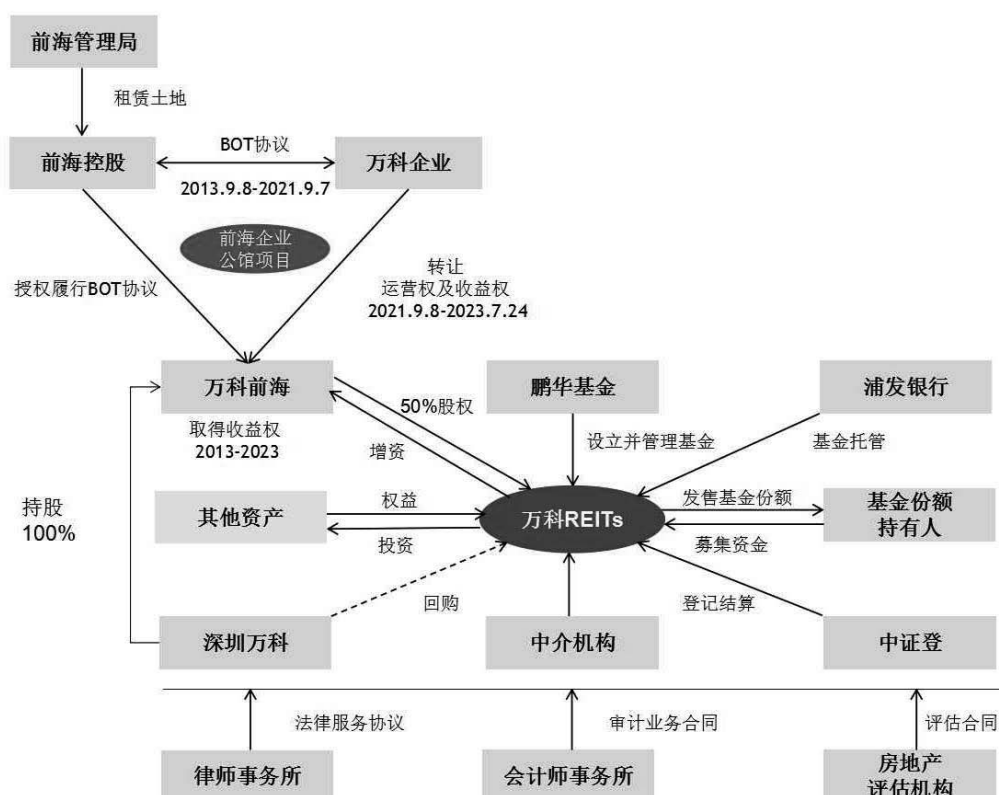 前海管理局
租赁土地
前海控股
BOT协议
万科企业
2013.9.8-2021.9.7
前海企业
公馆项目
授权履行BOT协议
转让
运营权及收益权
2021.9.8-2023.7.24
万科前海
鹏华基金
浦发银行
50%股权
取得收益权
2013-2023
增资
设立并管理基金
基金托管
持股
100%
其他资产
权益
投资
万科REITs
发售基金份额
募集资金
基金份额
持有人
回购
登记结算
深圳万科
中介机构
中证登
法律服务协议
审计业务合同
评估合同
律师事务所
会计师事务所
房地产
评估机构